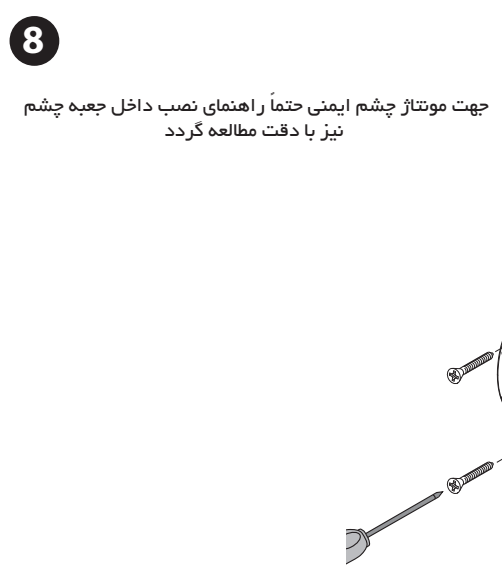 8
جهت مونتاژ چشم ایمنی حتماً راهنمای نصب داخل جعبه چشم
نیز با دقت مطالعه گردد